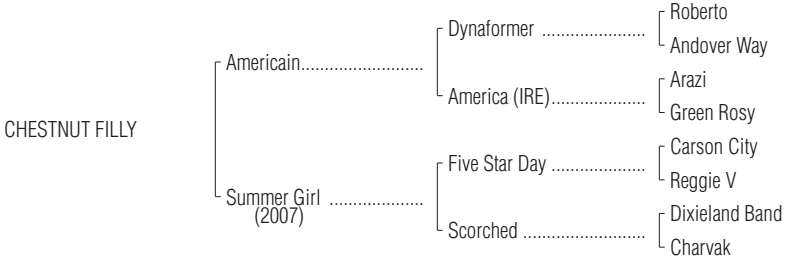 Roberto
Dynaformer ......................
Andover Way
Americain..........................
Arazi
America (IRE)....................
Green Rosy
CHESTNUT FILLY
Carson City
Five Star Day ....................
Reggie V
Summer Girl ....................
(2007)
Dixieland Band
Scorched ..........................
Charvak